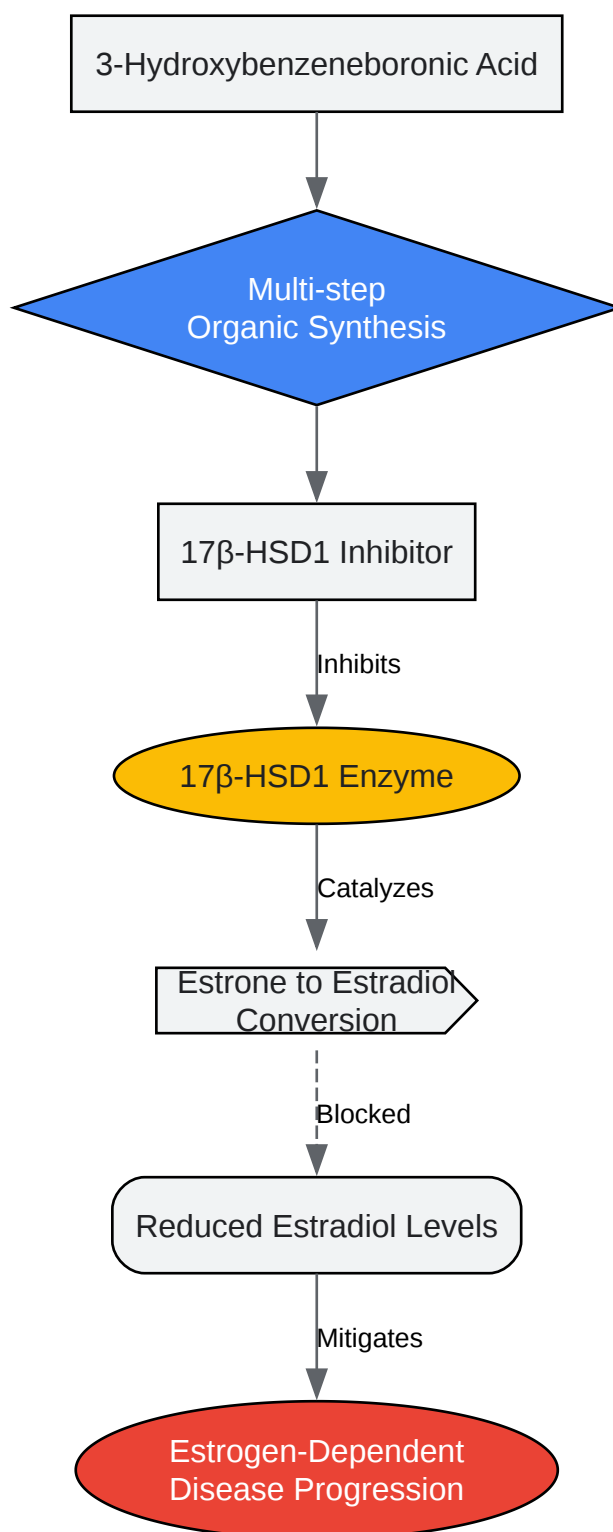 3-Hydroxybenzeneboronic Acid
Multi-step
Organic Synthesis
17β-HSD1 Inhibitor
Inhibits
17β-HSD1 Enzyme
Catalyzes
Estrone to Estradiol
Conversion
Blocked
Reduced Estradiol Levels
Mitigates
Estrogen-Dependent
Disease Progression